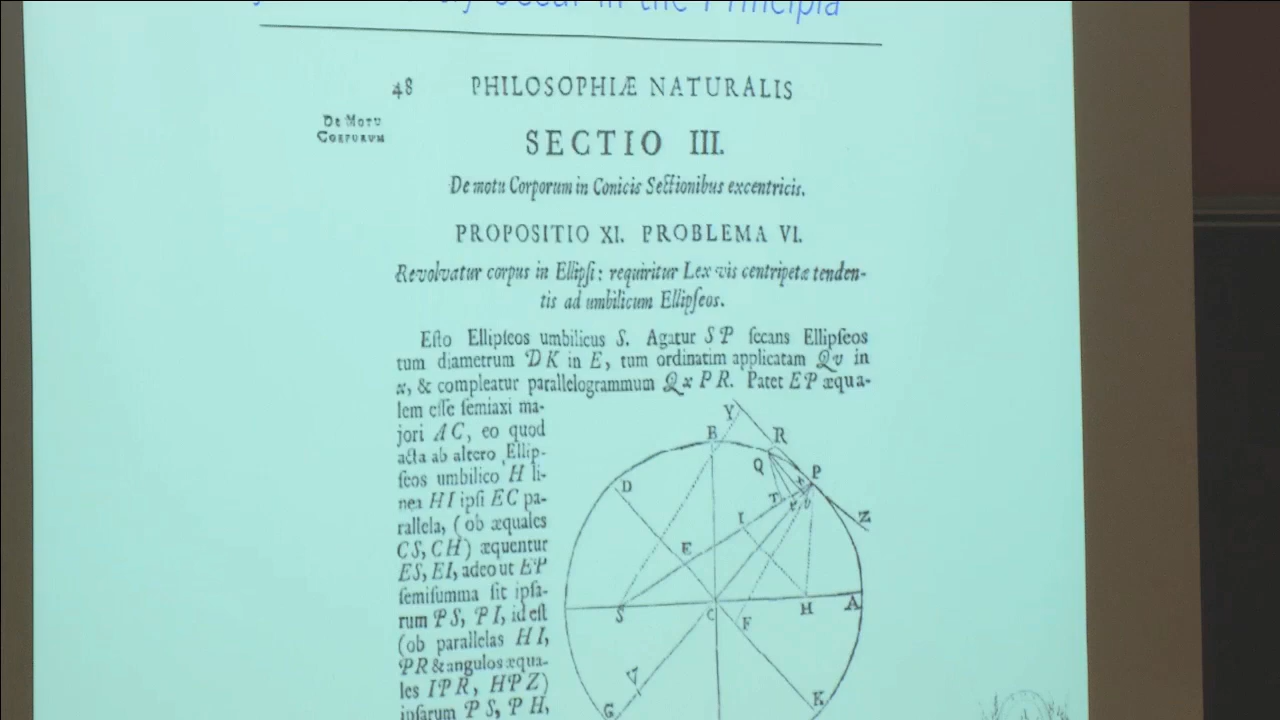 in the Principia
48 PHILOSOPHIÆ NATURALIS
De Motu
Corporum
SECTIO III.
De motu Corporum in Conicis Sectionibus excentricis.
PROPOSITIO XI. PROBLEMA VI.
Revolvatur corpus in Ellipſi: requiritur Lex vis centripetæ tenden-
tis ad umbilicum Ellipſeos.
Eſto Ellipſeos umbilicus S. Agatur SP ſecans Ellipſeos
tum diametrum DK in E, tum ordinatim applicatam Qv in
x, & compleatur parallelogrammum QxPR. Patet EP æqua-
lem eſſe ſemiaxi ma-
jori AC, eo quod
acta ab altero Ellip-
ſeos umbilico H li-
nea HI ipſi EC pa-
rallela, (ob æquales
CS, CH) æquentur
ES, EI, adeo ut EP
ſemiſumma ſit ipſa-
rum PS, PI, id eſt
(ob parallelas HI,
PR & angulos æqua-
les IPR, HPZ)
ipſarum PS, PH,
Y
B
R
Q
P
x
D
T
v
I
Z
E
S
C
F
H
A
G
K